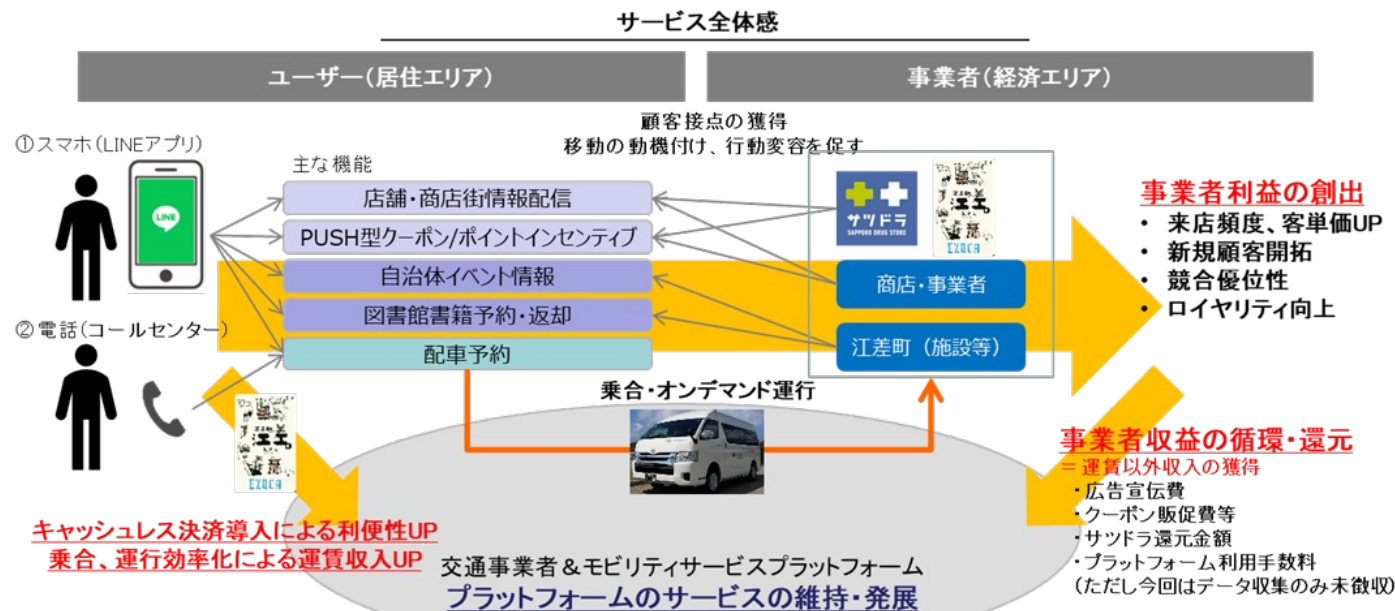 サービス全体感
ユーザー(居住エリア)
事業者(経済エリア)
顧客接点の獲得
移動の動機付け、行動変容を促す
①スマホ(LINEアプリ)
LINE
主な機能
店舗・商店街情報配信
PUSH型クーポン/ポイントインセンティブ
自治体イベント情報
図書館書籍予約・返却
配車予約
サツドラ
SAPPORO DRUG STORE
江差
EZOCA
商店・事業者
江差町（施設等）
事業者利益の創出
・ 来店頻度、客単価UP
・ 新規顧客開拓
・ 競合優位性
・ ロイヤリティ向上
②電話(コールセンター)
江差
EZOCA
乗合・オンデマンド運行
キャッシュレス決済導入による利便性UP
乗合、運行効率化による運賃収入UP
事業者収益の循環・還元
＝運賃以外収入の獲得
・広告宣伝費
・クーポン販促費等
・サツドラ還元金額
・プラットフォーム利用手数料
(ただし今回はデータ収集のみ未徴収)
交通事業者＆モビリティサービスプラットフォーム
プラットフォームのサービスの維持・発展